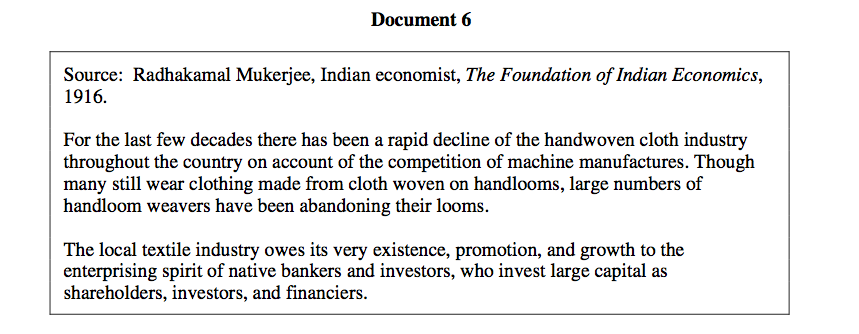 Document 6
Source: Radhakamal Mukerjee, Indian economist, The Foundation of Indian Economics,
1916.
For the last few decades there has been a rapid decline of the handwoven cloth industry
throughout the country on account of the competition of machine manufactures. Though
many still wear clothing made from cloth woven on handlooms, large numbers of
handloom weavers have been abandoning their looms.
The local textile industry owes its very existence, promotion, and growth to the
enterprising spirit of native bankers and investors, who invest large capital as
shareholders, investors, and financiers.